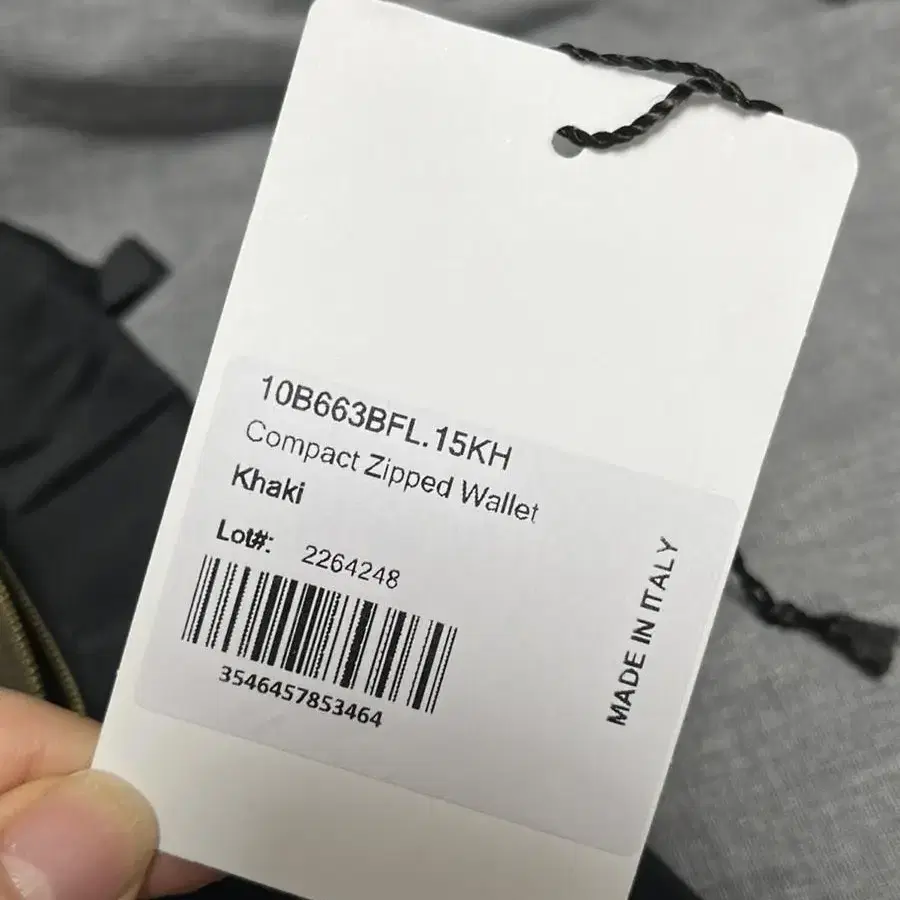 10B663BFL.15KH
Compact Zipped Wallet
Khaki
Lot#: 2264248
3546457853464
MADE IN ITALY